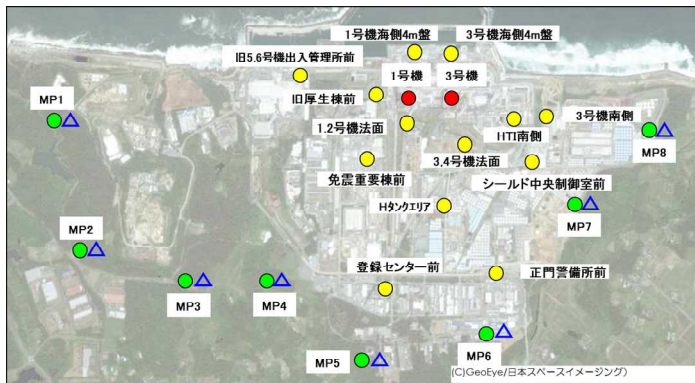 1号機海側4m盤
3号機海側4m盤
旧5.6号機出入管理所前
1号機
3号機
MP1
旧厚生棟前
3号機南側
1.2号機法面
HTI南側
MP8
3.4号機法面
免震重要棟前
シールド中央制御室前
Hタンクエリア
MP7
MP2
登録センター前
正門警備所前
MP3
MP4
MP5
MP6
(C)GeoEye/日本スペースイメージング)